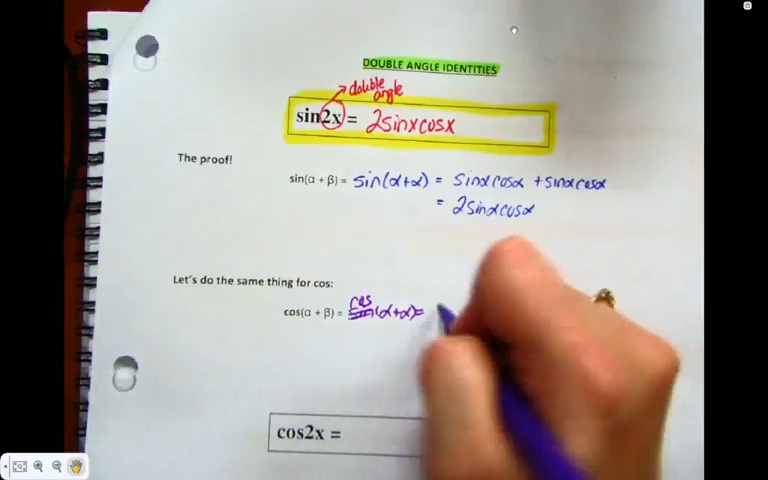 DOUBLE ANGLE IDENTITIES
double
angle
sin2x = 2sinxcosx
The proof!
sin(α + β) = sin(α+α) = sinαcosα + sinαcosα
= 2sinαcosα
Let's do the same thing for cos:
cos
cos(α + β) = sin(α+α)=
cos2x =